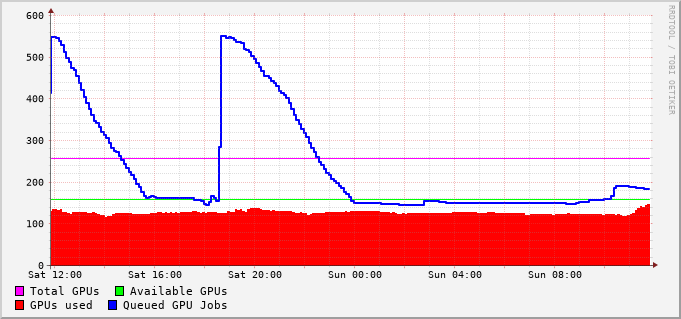 600
500
400
300
200
100
0
Sat 12:00 Sat 16:00 Sat 20:00 Sun 00:00 Sun 04:00 Sun 08:00
Total GPUs Available GPUs
GPUs used Queued GPU Jobs
RRDTOOL / TOBI OETIKER